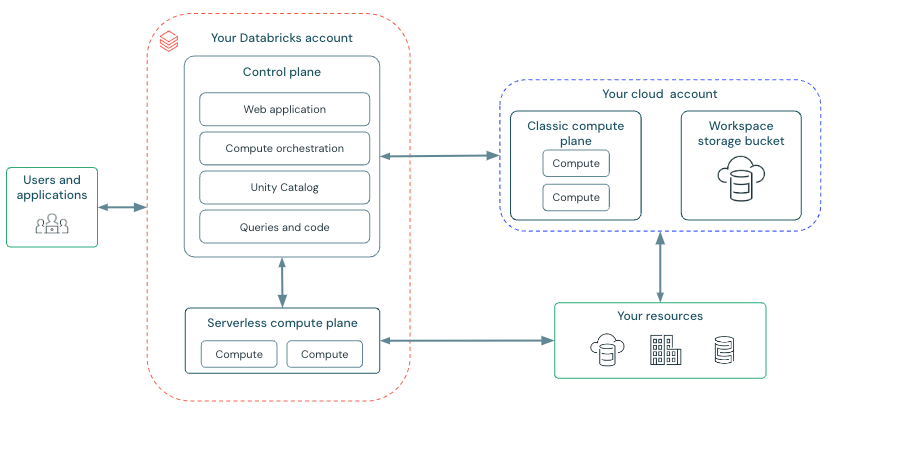 Your Databricks account
Control plane
Web application
Compute orchestration
Unity Catalog
Queries and code
Users and
applications
Serverless compute plane
Compute
Compute
Your cloud account
Classic compute
plane
Compute
Compute
Workspace
storage bucket
Your resources